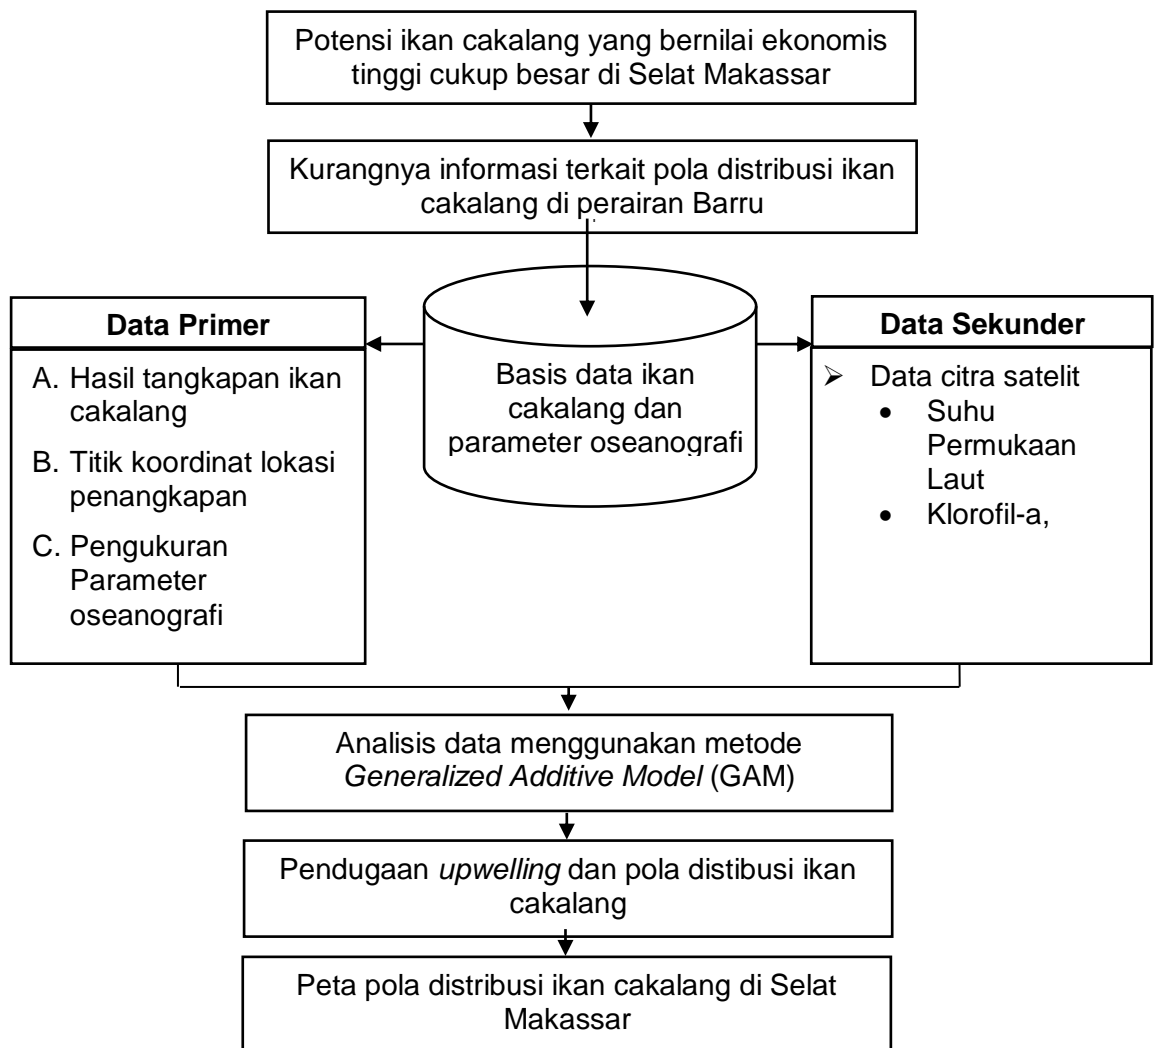 Potensi ikan cakalang yang bernilai ekonomis
tinggi cukup besar di Selat Makassar
Kurangnya informasi terkait pola distribusi ikan
cakalang di perairan Barru
Data Primer
A. Hasil tangkapan ikan
cakalang
B. Titik koordinat lokasi
penangkapan
C. Pengukuran
Parameter
oseanografi
Basis data ikan
cakalang dan
parameter oseanografi
Data Sekunder
➢ Data citra satelit
• Suhu
Permukaan
Laut
• Klorofil-a,
Analisis data menggunakan metode
Generalized Additive Model (GAM)
Pendugaan upwelling dan pola distibusi ikan
cakalang
Peta pola distribusi ikan cakalang di Selat
Makassar